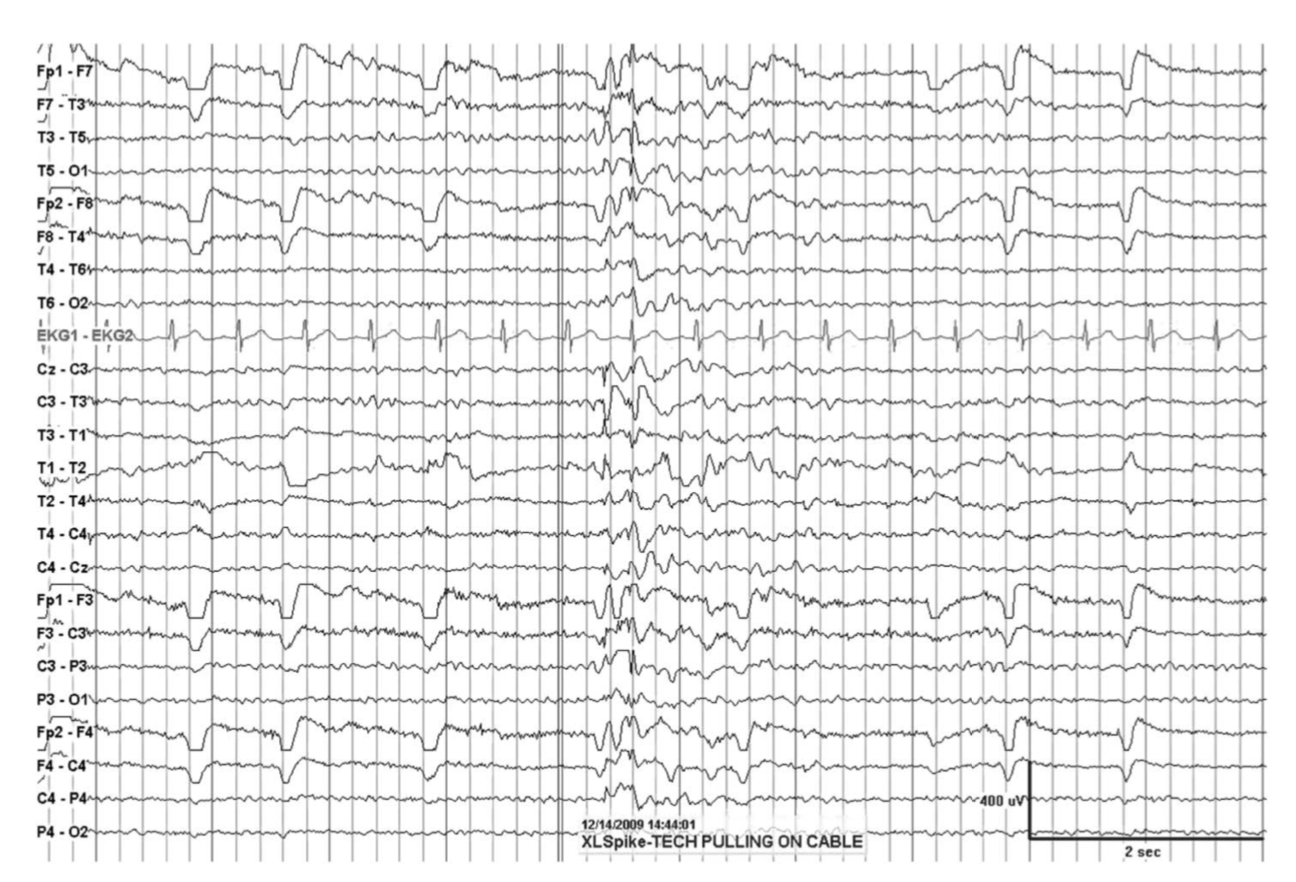 Fp1 - F7
F7 - T3
T3 - T5
T5 - O1
Fp2 - F8
F8 - T4
T4 - T6
T6 - O2
EKG1 - EKG2
Cz - C3
C3 - T3
T3 - T1
T1 - T2
T2 - T4
T4 - C4
C4 - Cz
Fp1 - F3
F3 - C3
C3 - P3
P3 - O1
Fp2 - F4
F4 - C4
C4 - P4
400 uV
P4 - O2
12/14/2009 14:44:01
XLSpike-TECH PULLING ON CABLE
2 sec